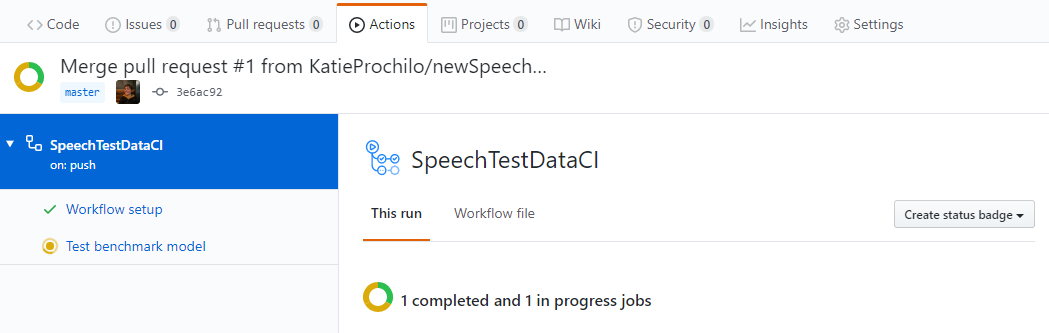 Code Issues 0 Pull requests 0 Actions Projects 0 Wiki Security 0 Insights Settings
Merge pull request #1 from KatieProchilo/newSpeech...
master 3e6ac92
SpeechTestDataCI
on: push
Workflow setup
Test benchmark model
SpeechTestDataCI
This run Workflow file Create status badge
1 completed and 1 in progress jobs